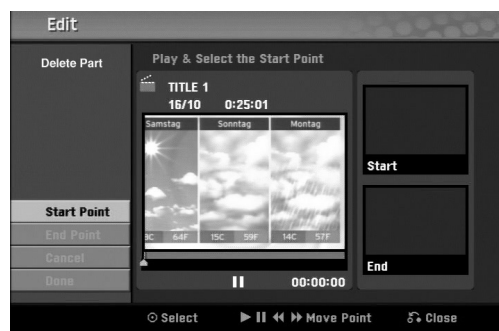 Edit
Delete Part
Play & Select the Start Point
TITLE 1
16/10 0:25:01
Samstag Sonntag Montag
8C 64F 15C 59F 14C 57F
Start
End
Start Point
End Point
Cancel
Done
00:00:00
Select Move Point Close